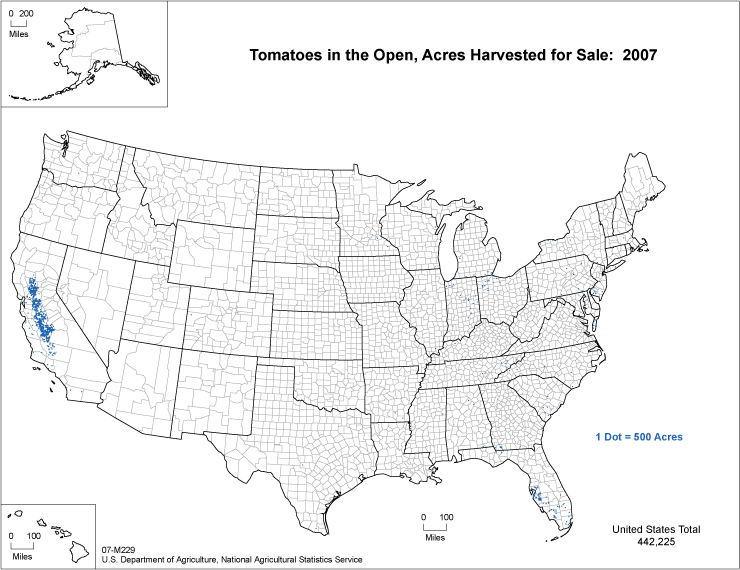 0 200
Miles
Tomatoes in the Open, Acres Harvested for Sale: 2007
1 Dot = 500 Acres
0 100
Miles
0 100
Miles
United States Total
442,225
07-M229
U.S. Department of Agriculture, National Agricultural Statistics Service